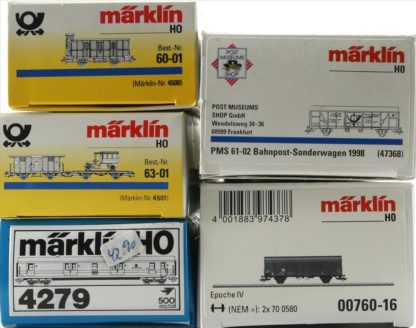 märklin
HO
Best.-Nr.
60-01
(Märklin-Nr. 4500)
märklin
HO
Best.-Nr.
63-01
(Märklin-Nr. 4501)
märklin HO
42.90
4279
500
märklin
HO
POST MUSEUMS SHOP
POST MUSEUMS
SHOP GmbH
Wendelsweg 34-36
60599 Frankfurt
PMS 61-02 Bahnpost-Sonderwagen 1998 (47368)
4 001883 974378
märklin
HO
Epoche IV
(NEM =): 2x 70 0580
00760-16